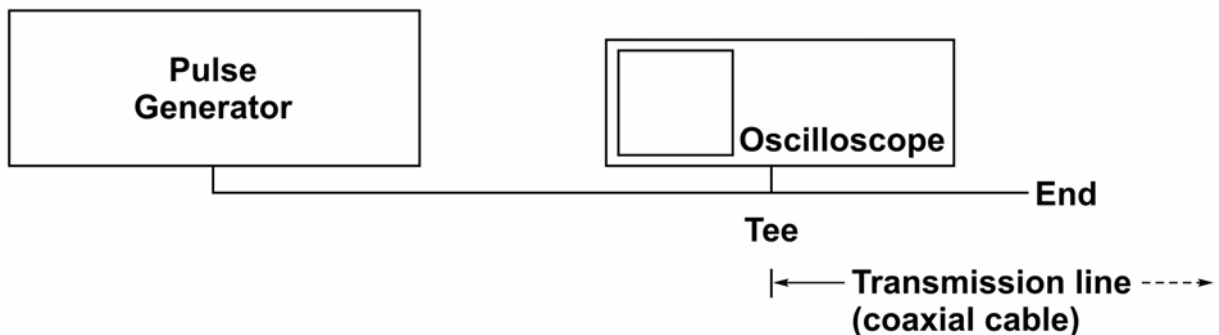 Pulse
Generator
Oscilloscope
End
Tee
Transmission line
(coaxial cable)